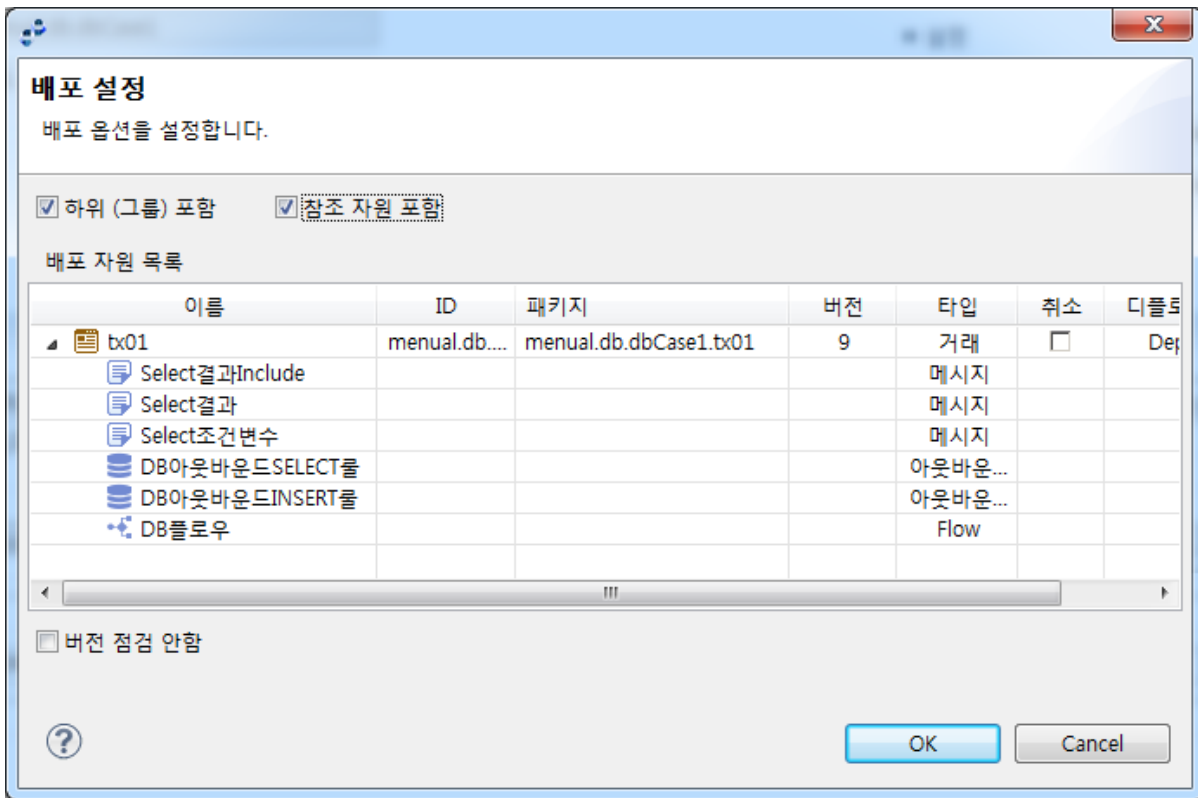 배포 설정
배포 옵션을 설정합니다.
하위 (그룹) 포함 참조 자원 포함
배포 자원 목록
이름 ID 패키지 버전 타입 취소 디플로
tx01 menual.db.... menual.db.dbCase1.tx01 9 거래 Dep
Select결과Include 메시지
Select결과 메시지
Select조건변수 메시지
DB아웃바운드SELECT룰 아웃바운...
DB아웃바운드INSERT룰 아웃바운...
DB플로우 Flow
버전 점검 안함
OK Cancel